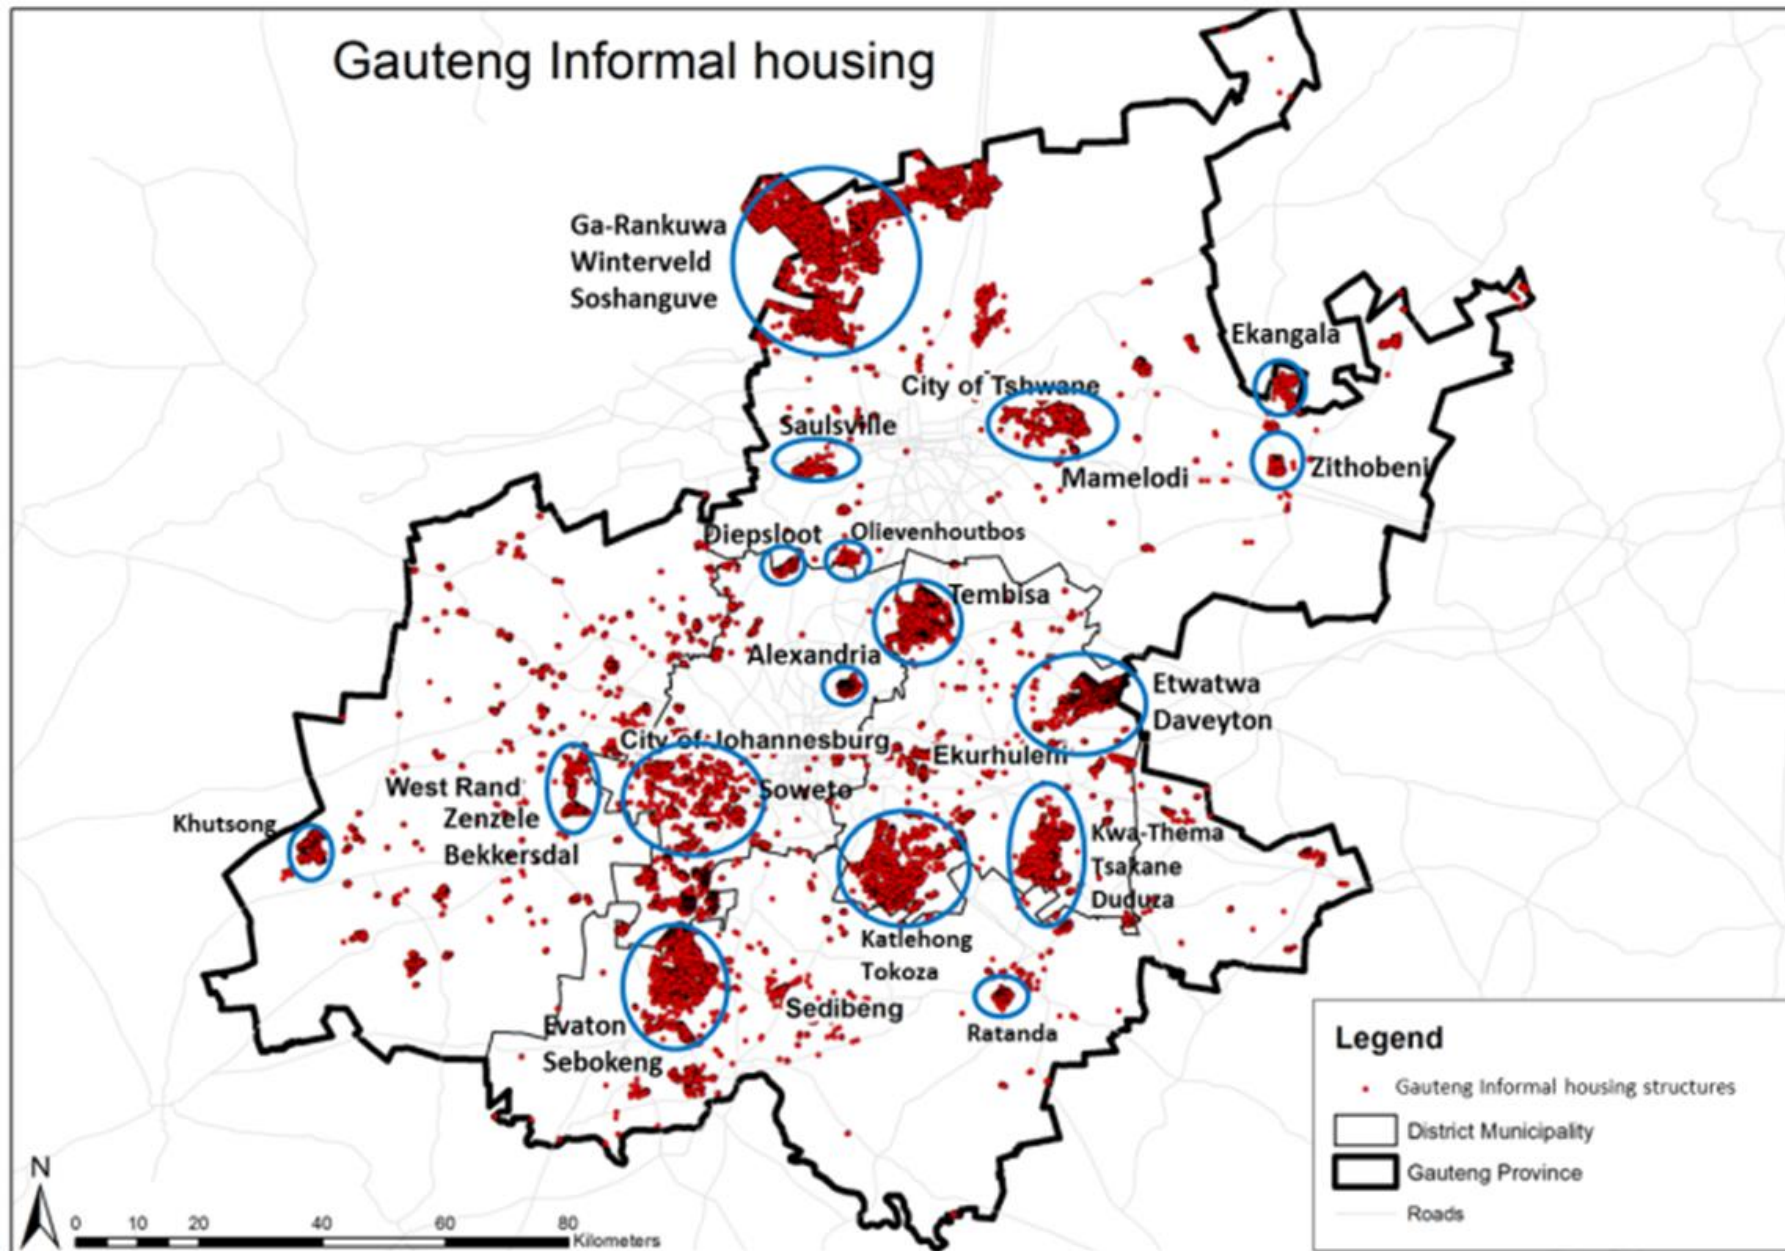 Gauteng Informal housing
Ga-Rankuwa
Winterveld
Soshanguve
Ekangala
City of Tshwane
Saulsville
Mamelodi
Zithobeni
Diepsloot
Olievenhoutbos
Tembisa
Alexandria
Etwatwa
Daveyton
City of Johannesburg
Ekurhuleni
West Rand
Zenzele
Bekkersdal
Soweto
Khutsong
Kwa-Thema
Tsakane
Duduza
Katlehong
Tokoza
Sedibeng
Ratanda
Evaton
Sebokeng
Legend
Gauteng Informal housing structures
District Municipality
Gauteng Province
Roads
N
0 10 20 40 60 80
Kilometers